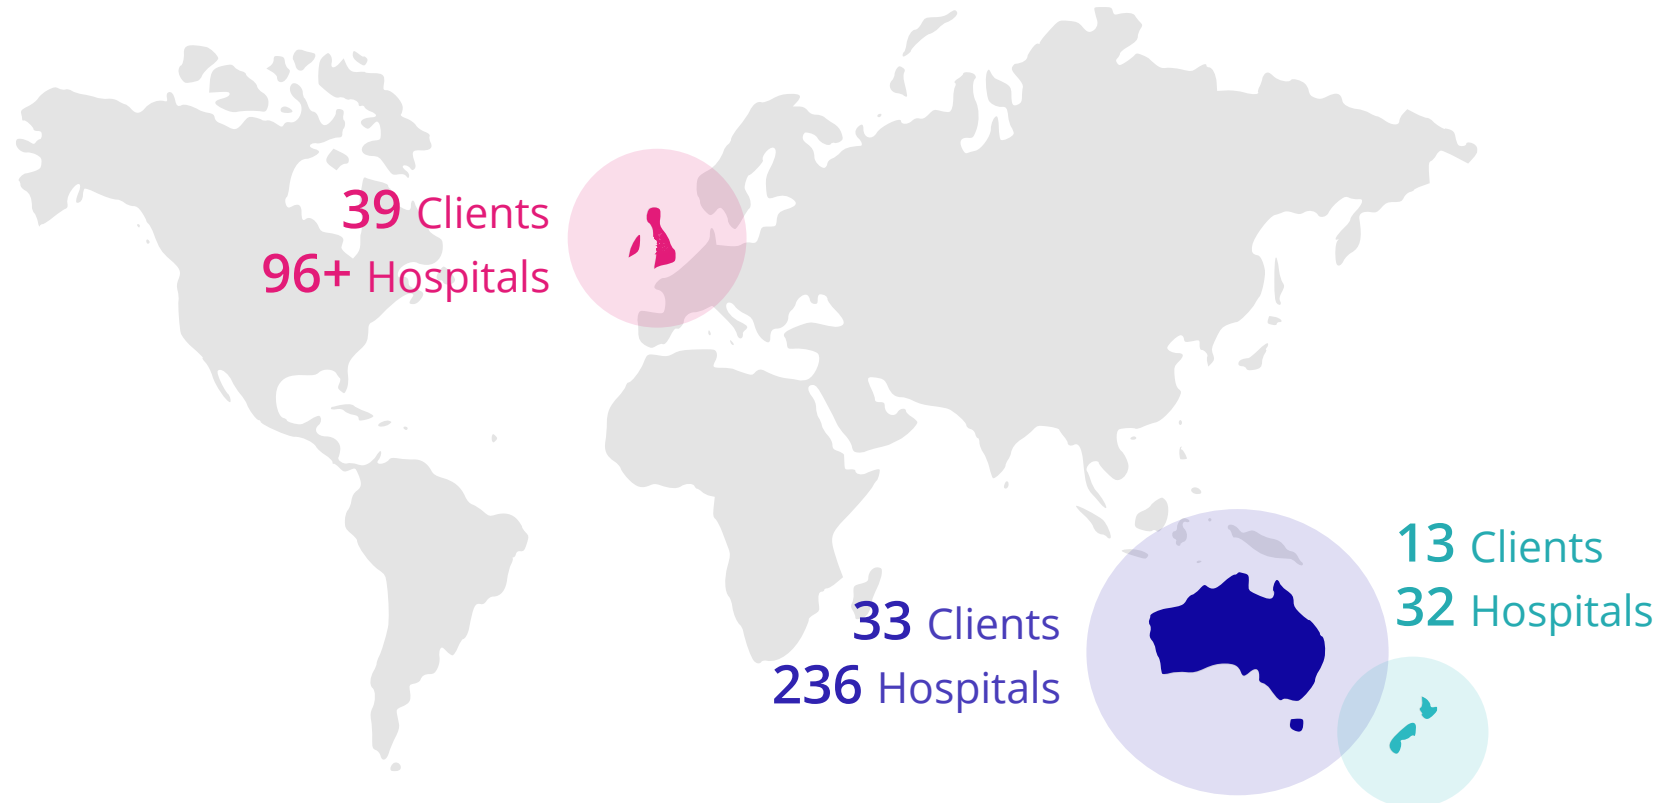 39 Clients
96+ Hospitals
13 Clients
32 Hospitals
33 Clients
236 Hospitals